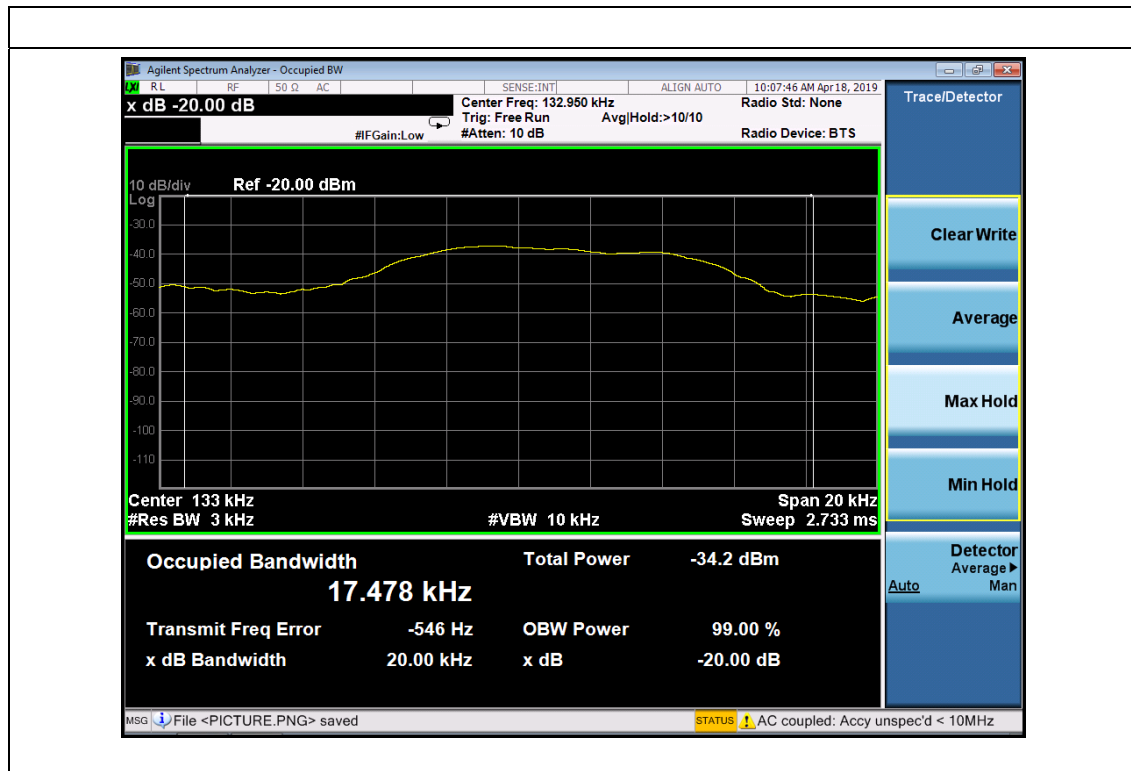 Agilent Spectrum Analyzer - Occupied BW
LXI RL RF 50 Ω AC SENSE:INT ALIGN AUTO 10:07:46 AM Apr 18, 2019
x dB -20.00 dB
Center Freq: 132.950 kHz Radio Std: None
Trig: Free Run Avg|Hold:>10/10
#IFGain:Low #Atten: 10 dB Radio Device: BTS
Trace/Detector
10 dB/div Ref -20.00 dBm
Log
-30.0
-40.0
-50.0
-60.0
-70.0
-80.0
-90.0
-100
-110
Center 133 kHz Span 20 kHz
#Res BW 3 kHz #VBW 10 kHz Sweep 2.733 ms
Clear Write
Average
Max Hold
Min Hold
Detector
Average▶
Auto Man
Occupied Bandwidth Total Power -34.2 dBm
17.478 kHz
Transmit Freq Error -546 Hz OBW Power 99.00 %
x dB Bandwidth 20.00 kHz x dB -20.00 dB
MSG File <PICTURE.PNG> saved STATUS AC coupled: Accy unspec'd < 10MHz